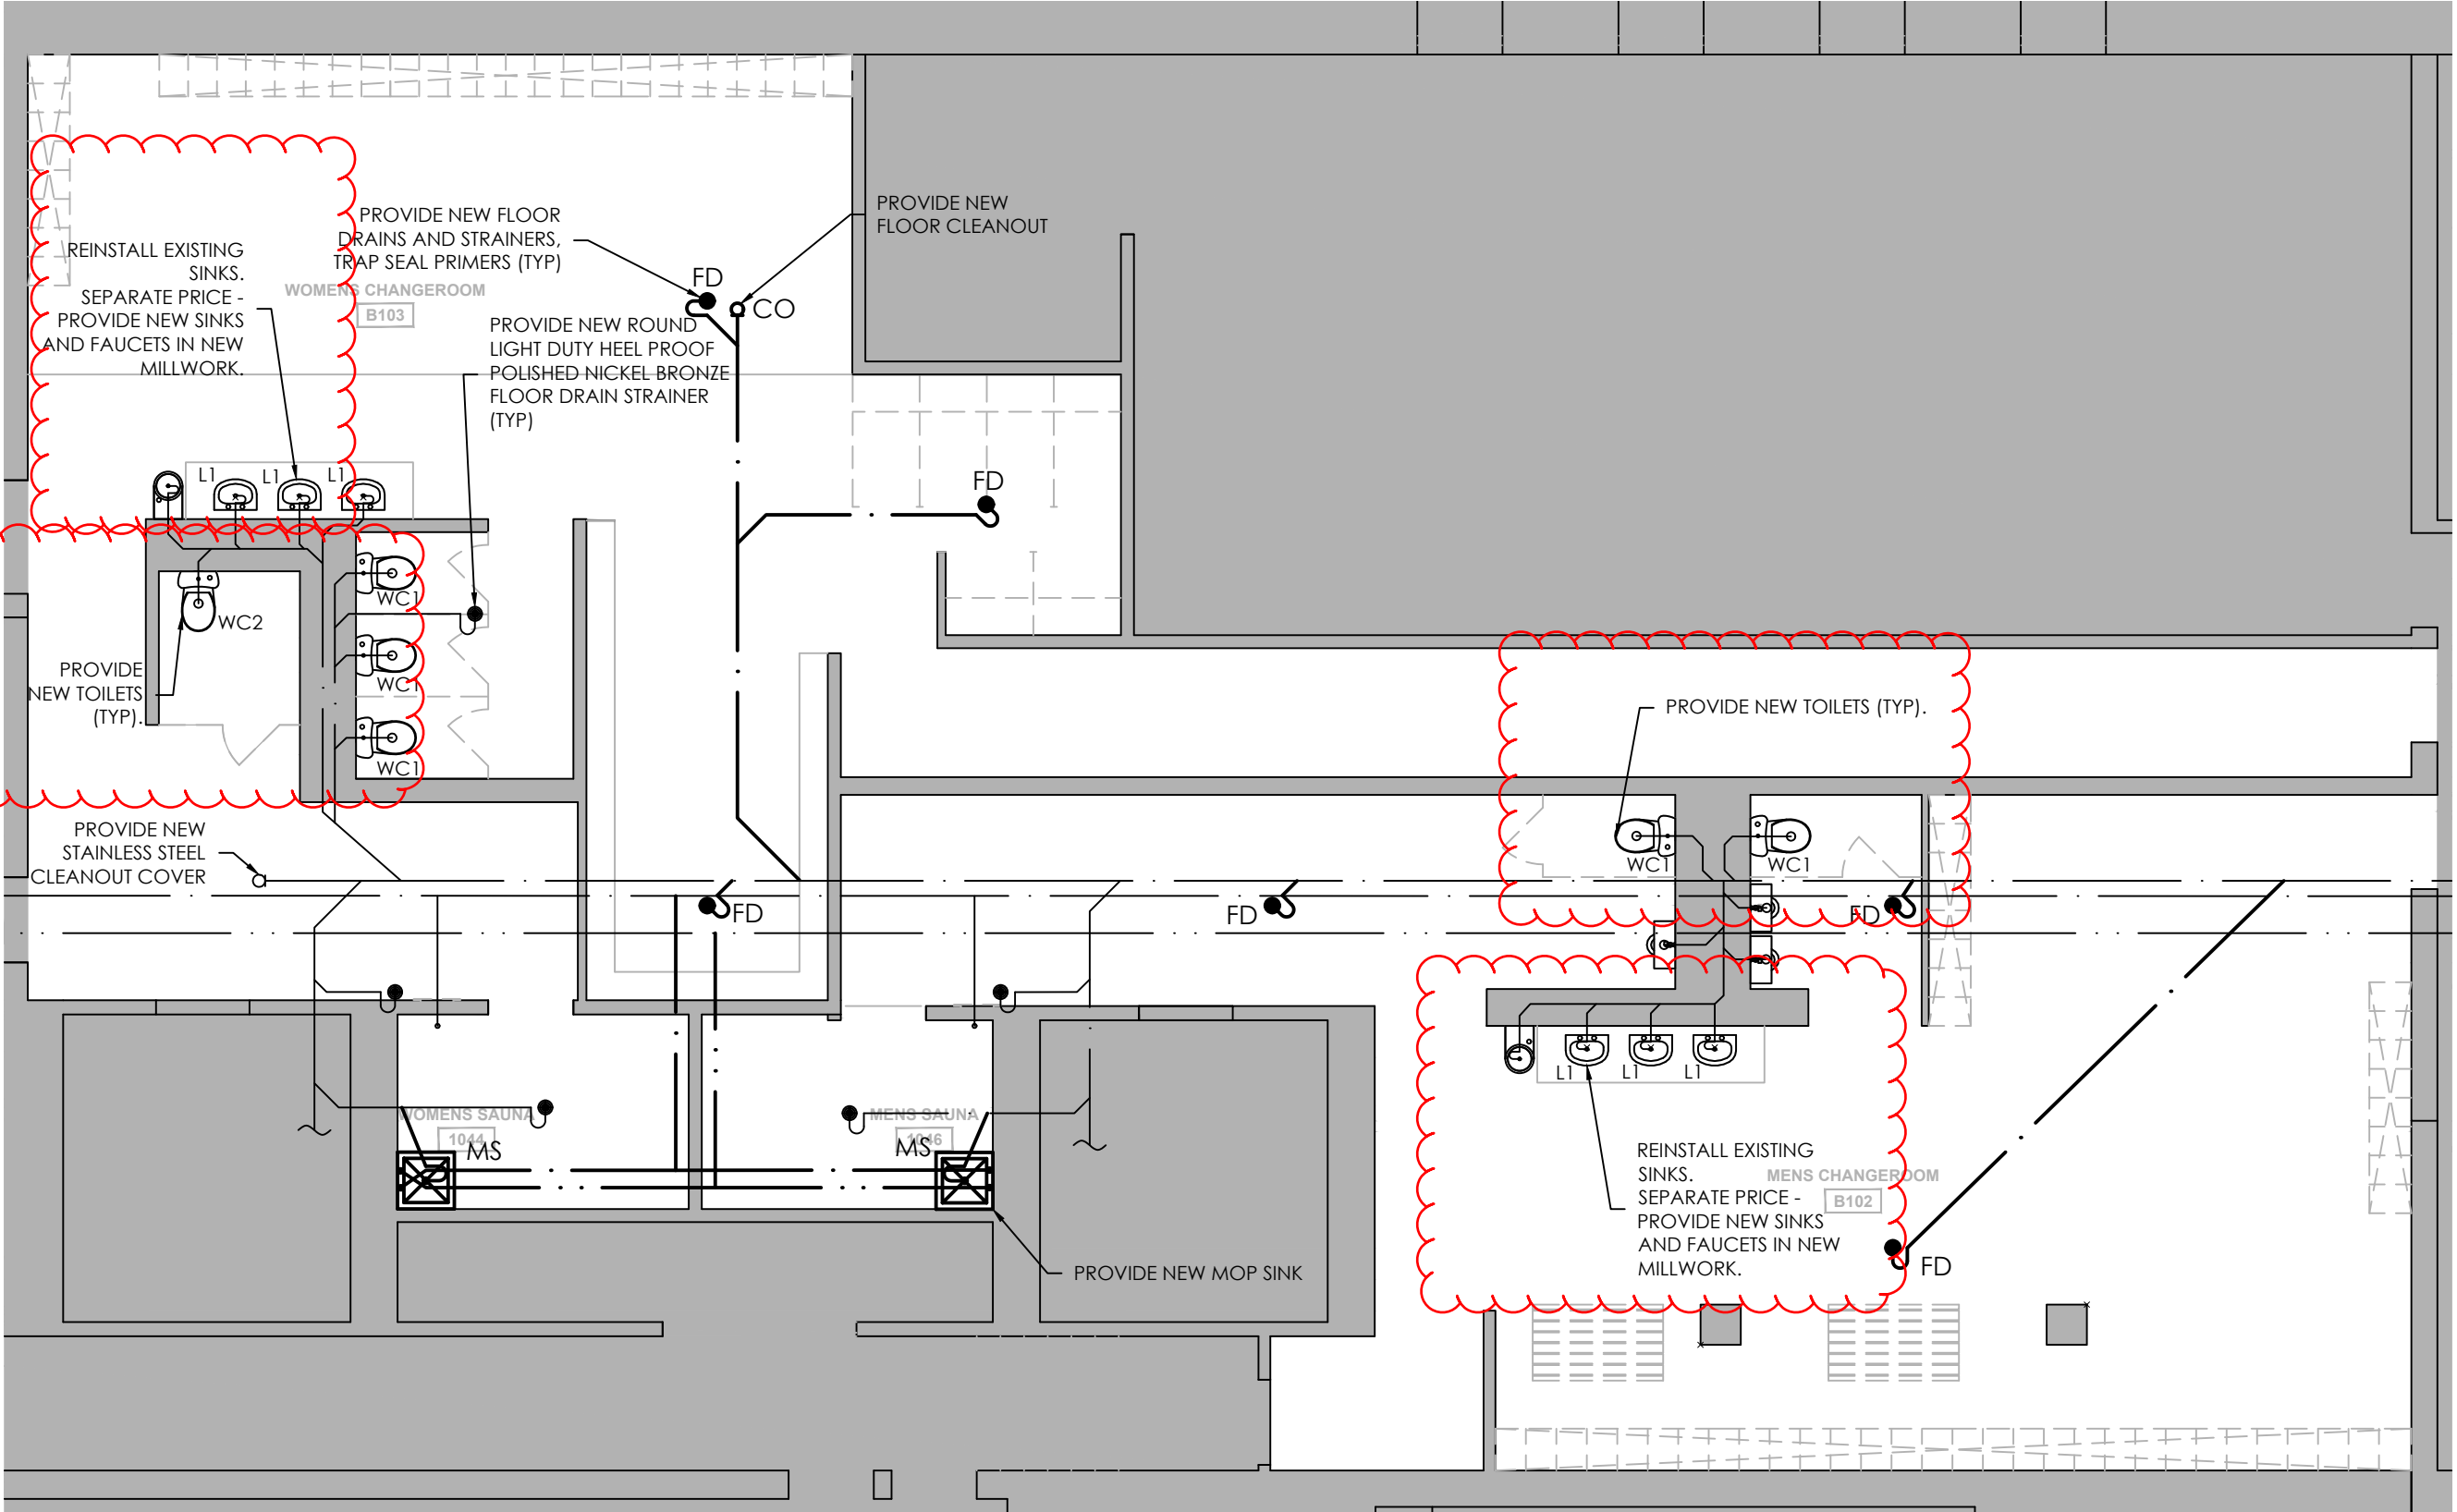 PROVIDE NEW
FLOOR CLEANOUT
PROVIDE NEW FLOOR
DRAINS AND STRAINERS,
TRAP SEAL PRIMERS (TYP)
REINSTALL EXISTING
SINKS.
SEPARATE PRICE -
PROVIDE NEW SINKS
AND FAUCETS IN NEW
MILLWORK.
WOMENS CHANGEROOM
B103
FD
CO
PROVIDE NEW ROUND
LIGHT DUTY HEEL PROOF
POLISHED NICKEL BRONZE
FLOOR DRAIN STRAINER
(TYP)
L1
L1
L1
FD
WC1
WC2
WC1
WC1
PROVIDE
NEW TOILETS
(TYP).
PROVIDE NEW TOILETS (TYP).
PROVIDE NEW
STAINLESS STEEL
CLEANOUT COVER
WC1
WC1
FD
FD
FD
L1
L1
L1
WOMENS SAUNA
1044
MS
MENS SAUNA
1046
MS
REINSTALL EXISTING
SINKS.
SEPARATE PRICE -
PROVIDE NEW SINKS
AND FAUCETS IN NEW
MILLWORK.
MENS CHANGEROOM
B102
FD
PROVIDE NEW MOP SINK